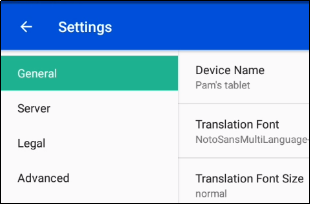 Settings
General
Server
Legal
Advanced
Device Name
Pam's tablet
Translation Font
NotoSansMultiLanguage-
Translation Font Size
normal